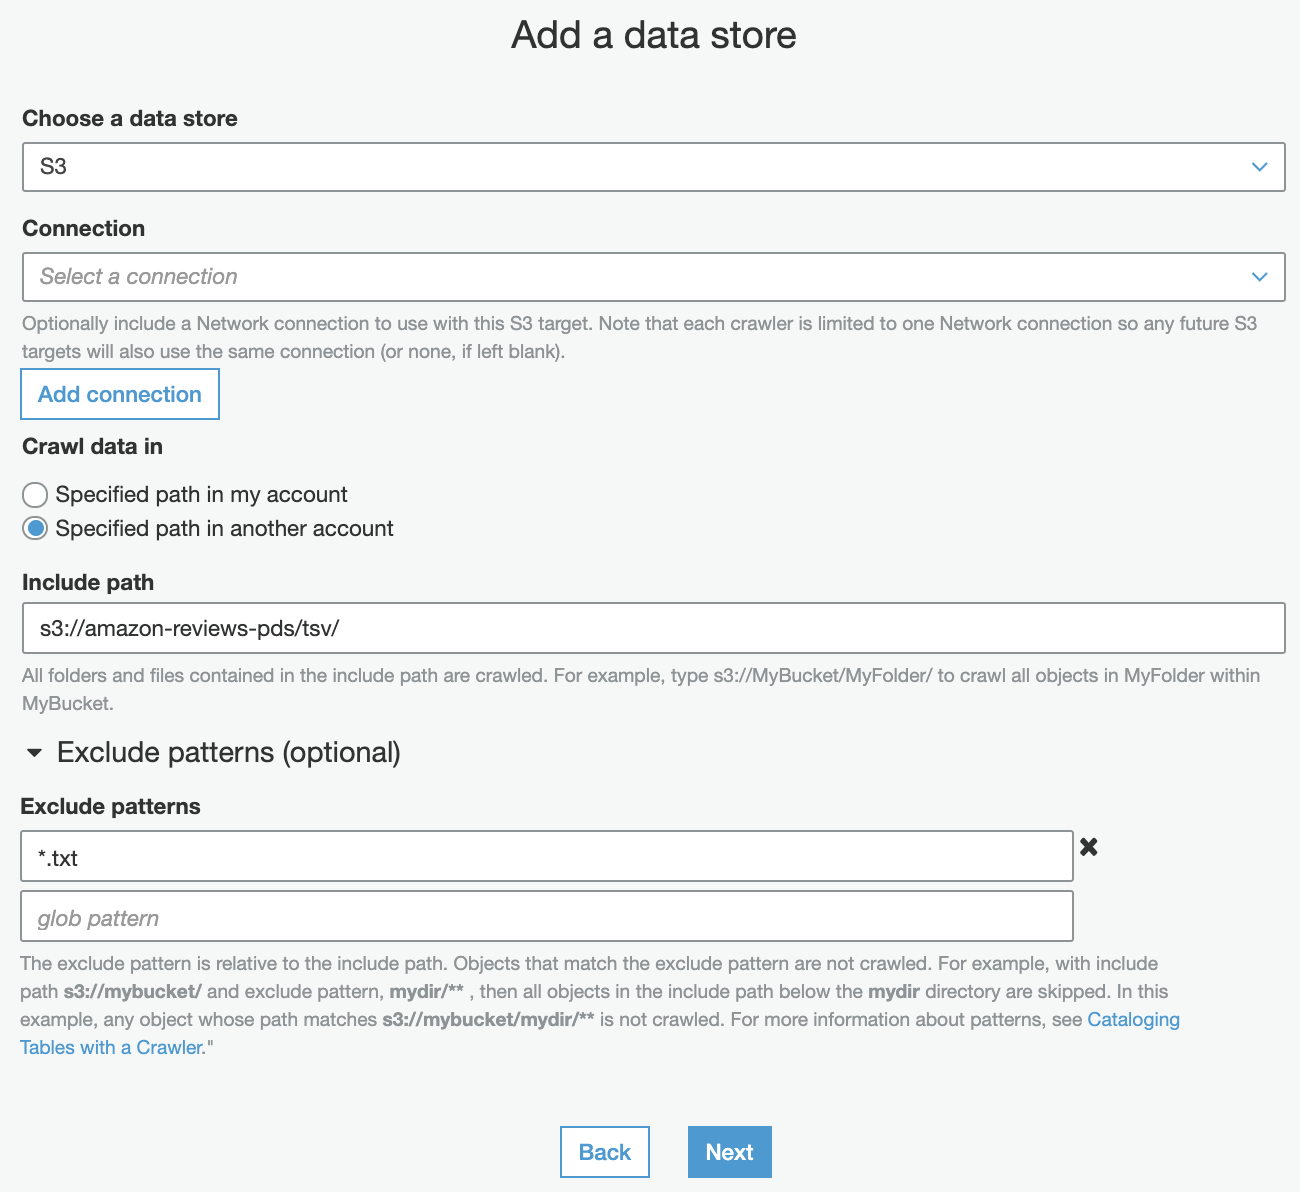 Add a data store
Choose a data store
S3
Connection
Select a connection
Optionally include a Network connection to use with this S3 target. Note that each crawler is limited to one Network connection so any future S3
targets will also use the same connection (or none, if left blank).
Add connection
Crawl data in
Specified path in my account
Specified path in another account
Include path
s3://amazon-reviews-pds/tsv/
All folders and files contained in the include path are crawled. For example, type s3://MyBucket/MyFolder/ to crawl all objects in MyFolder within
MyBucket.
Exclude patterns (optional)
Exclude patterns
*.txt
glob pattern
The exclude pattern is relative to the include path. Objects that match the exclude pattern are not crawled. For example, with include
path s3://mybucket/ and exclude pattern, mydir/** , then all objects in the include path below the mydir directory are skipped. In this
example, any object whose path matches s3://mybucket/mydir/** is not crawled. For more information about patterns, see Cataloging
Tables with a Crawler."
Back
Next